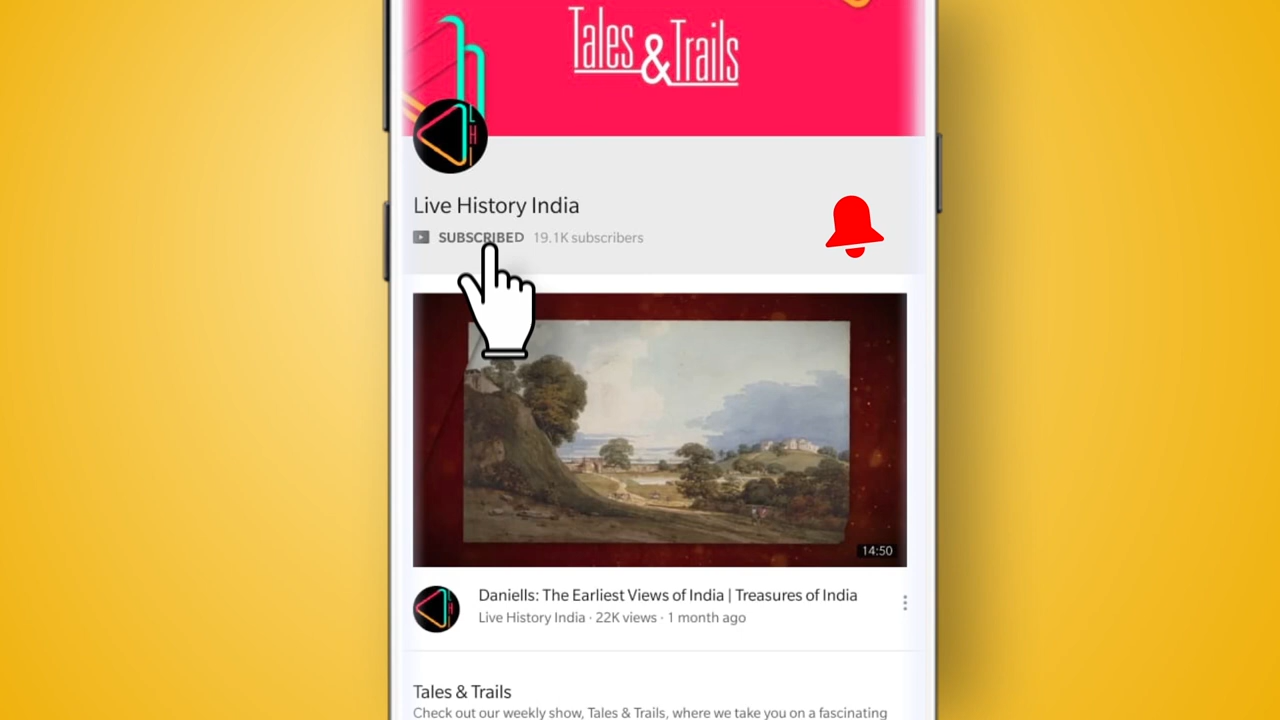 Tales & Trails
LHI
Live History India
SUBSCRIBED 19.1K subscribers
14:50
Daniells: The Earliest Views of India | Treasures of India
LHI
Live History India · 22K views · 1 month ago
Tales & Trails
Check out our weekly show, Tales & Trails, where we take you on a fascinating